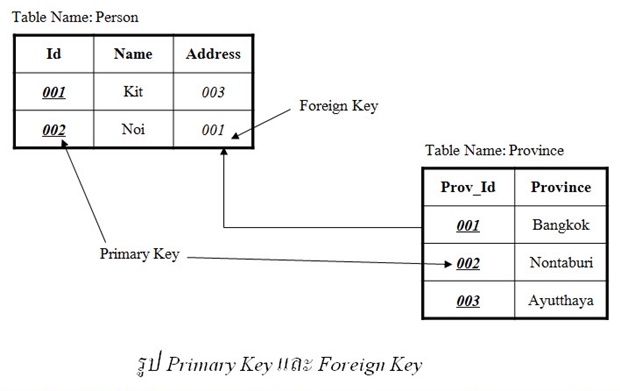 Table Name: Person
Id Name Address
001 Kit 003
002 Noi 001
Foreign Key
Table Name: Province
Prov_Id Province
001 Bangkok
002 Nontaburi
003 Ayutthaya
Primary Key
รูป Primary Key และ Foreign Key